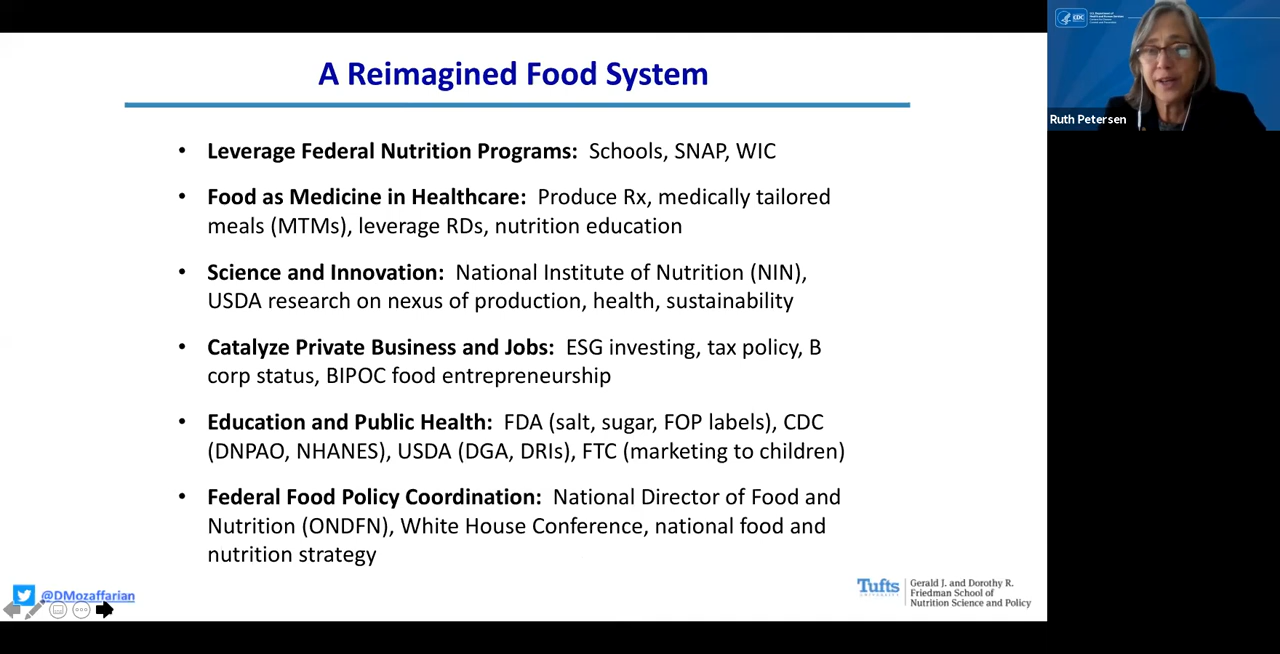 A Reimagined Food System
• Leverage Federal Nutrition Programs: Schools, SNAP, WIC
• Food as Medicine in Healthcare: Produce Rx, medically tailored
meals (MTMs), leverage RDs, nutrition education
• Science and Innovation: National Institute of Nutrition (NIN),
USDA research on nexus of production, health, sustainability
• Catalyze Private Business and Jobs: ESG investing, tax policy, B
corp status, BIPOC food entrepreneurship
• Education and Public Health: FDA (salt, sugar, FOP labels), CDC
(DNPAO, NHANES), USDA (DGA, DRIs), FTC (marketing to children)
• Federal Food Policy Coordination: National Director of Food and
Nutrition (ONDFN), White House Conference, national food and
nutrition strategy
@DMozaffarian
Tufts
UNIVERSITY
Gerald J. and Dorothy R.
Friedman School of
Nutrition Science and Policy
CDC
Ruth Petersen